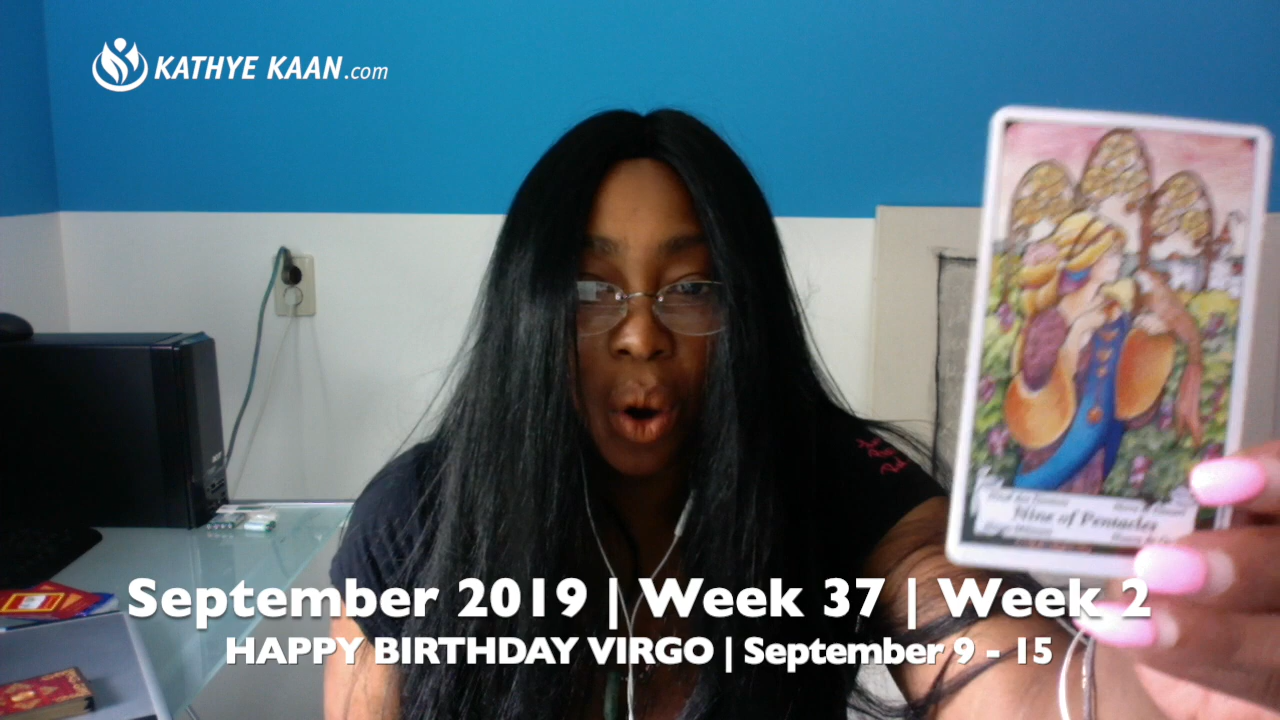 KATHYE KAAN.com
Nine of Pentacles
September 2019 | Week 37 | Week 2
HAPPY BIRTHDAY VIRGO | September 9 - 15